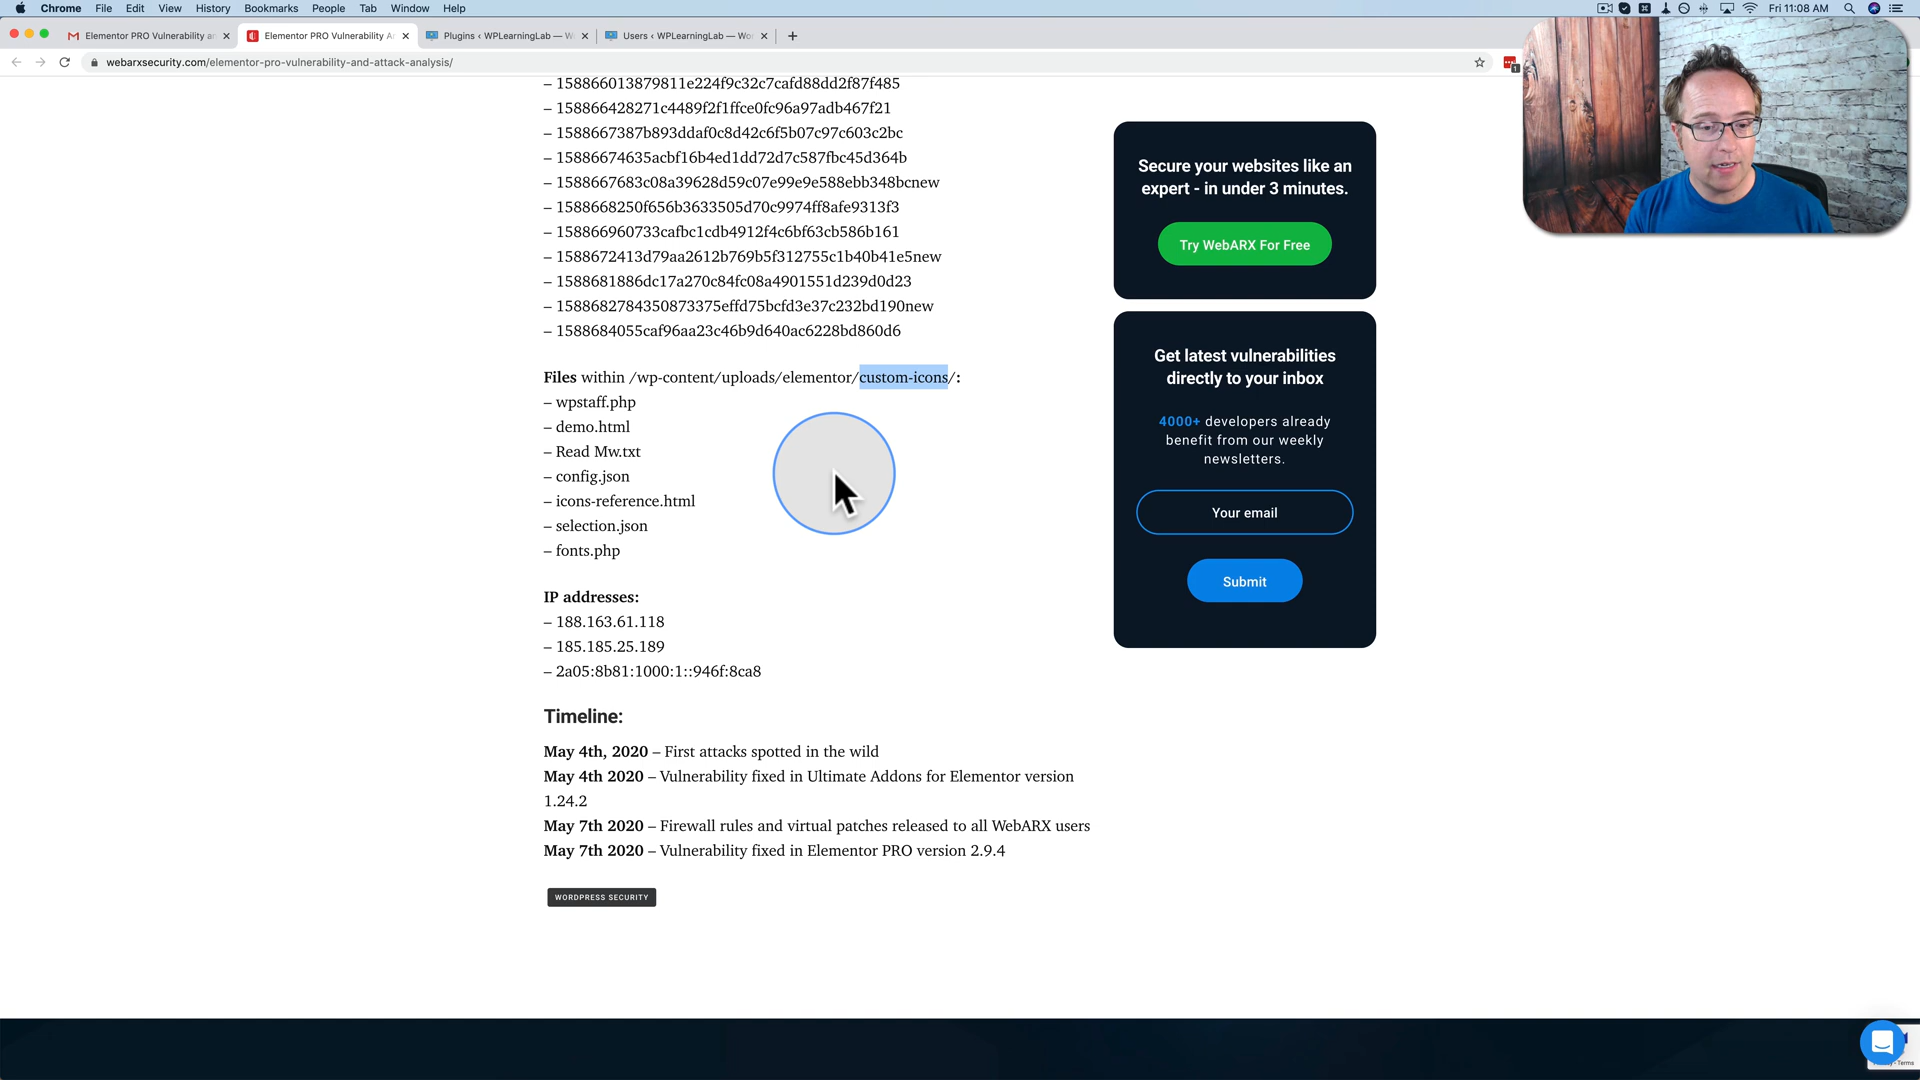 Chrome File Edit View History Bookmarks People Tab Window Help Fri 11:08 AM
Elementor PRO Vulnerability an Elementor PRO Vulnerability A Plugins ‹ WPLearningLab — W Users ‹ WPLearningLab — Wor
webarxsecurity.com/elementor-pro-vulnerability-and-attack-analysis/
– 158866013879811e224f9c32c7cafd88dd2f87f485
– 158866428271c4489f2f1ffce0fc96a97adb467f21
– 1588667387b893ddaf0c8d42c6f5b07c97c603c2bc
– 15886674635acbf16b4ed1dd72d7c587fbc45d364b
– 1588667683c08a39628d59c07e99e9e588ebb348bcnew
– 1588668250f656b3633505d70c9974ff8afe9313f3
– 158866960733cafbc1cdb4912f4c6bf63cb586b161
– 1588672413d79aa2612b769b5f312755c1b40b41e5new
– 1588681886dc17a270c84fc08a4901551d239d0d23
– 1588682784350873375effd75bcfd3e37c232bd190new
– 1588684055caf96aa23c46b9d640ac6228bd860d6
Files within /wp-content/uploads/elementor/custom-icons/:
– wpstaff.php
– demo.html
– Read Mw.txt
– config.json
– icons-reference.html
– selection.json
– fonts.php
IP addresses:
– 188.163.61.118
– 185.185.25.189
– 2a05:8b81:1000:1::946f:8ca8
Timeline:
May 4th, 2020 – First attacks spotted in the wild
May 4th 2020 – Vulnerability fixed in Ultimate Addons for Elementor version
1.24.2
May 7th 2020 – Firewall rules and virtual patches released to all WebARX users
May 7th 2020 – Vulnerability fixed in Elementor PRO version 2.9.4
WORDPRESS SECURITY
Secure your websites like an
expert - in under 3 minutes.
Try WebARX For Free
Get latest vulnerabilities
directly to your inbox
4000+ developers already
benefit from our weekly
newsletters.
Your email
Submit
1
Terms